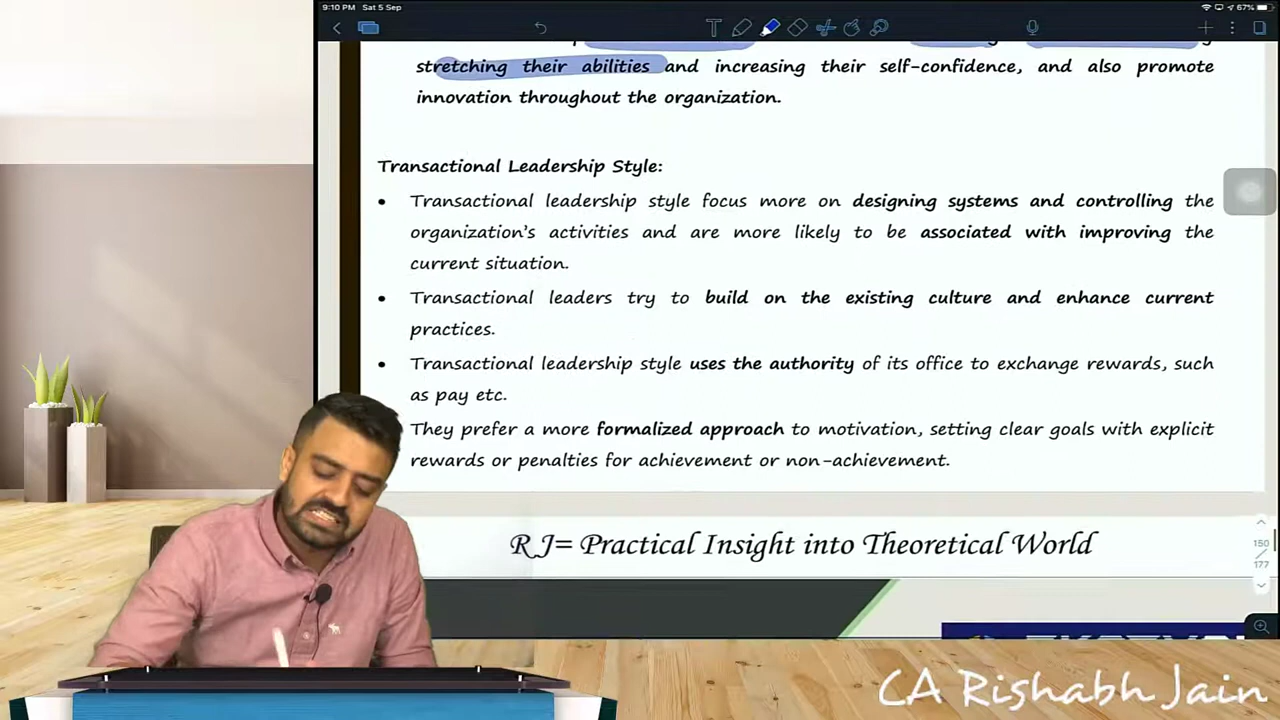 9:10 PM Sat 5 Sep
67%
stretching their abilities and increasing their self-confidence, and also promote
innovation throughout the organization.
Transactional Leadership Style:
• Transactional leadership style focus more on designing systems and controlling the
organization's activities and are more likely to be associated with improving the
current situation.
• Transactional leaders try to build on the existing culture and enhance current
practices.
• Transactional leadership style uses the authority of its office to exchange rewards, such
as pay etc.
They prefer a more formalized approach to motivation, setting clear goals with explicit
rewards or penalties for achievement or non-achievement.
R J= Practical Insight into Theoretical World
150
177
CA Rishabh Jain